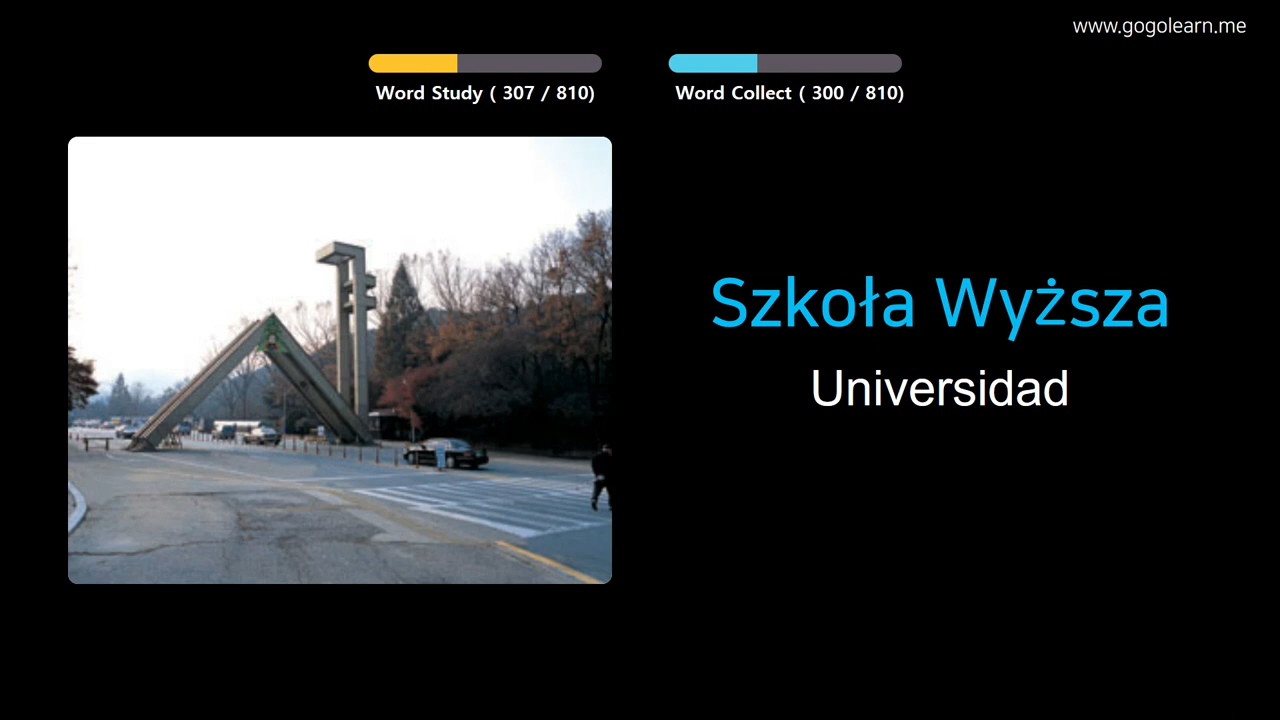 www.gogolearn.me
Word Study ( 307 / 810)
Word Collect ( 300 / 810)
Szkoła Wyższa
Universidad